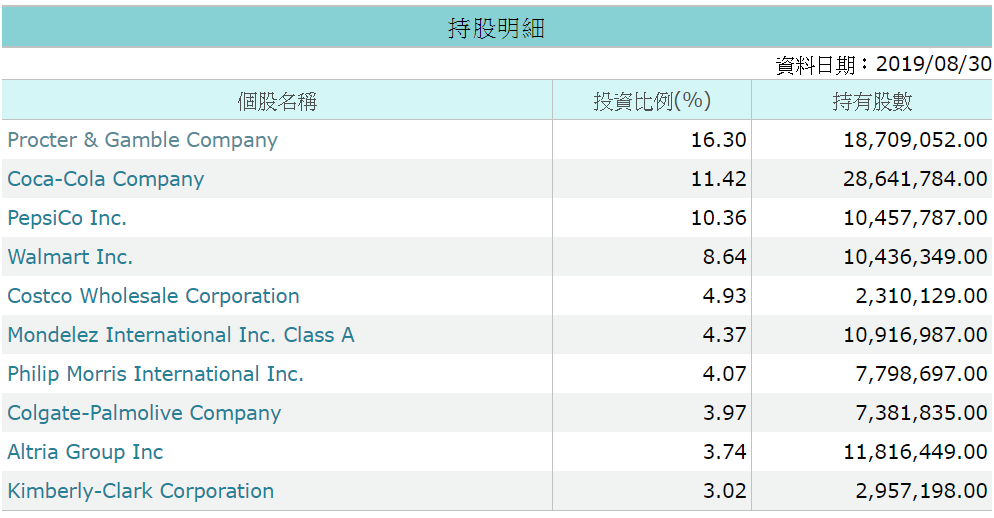 持股明細
資料日期：2019/08/30
個股名稱 投資比例(%) 持有股數
Procter & Gamble Company 16.30 18,709,052.00
Coca-Cola Company 11.42 28,641,784.00
PepsiCo Inc. 10.36 10,457,787.00
Walmart Inc. 8.64 10,436,349.00
Costco Wholesale Corporation 4.93 2,310,129.00
Mondelez International Inc. Class A 4.37 10,916,987.00
Philip Morris International Inc. 4.07 7,798,697.00
Colgate-Palmolive Company 3.97 7,381,835.00
Altria Group Inc 3.74 11,816,449.00
Kimberly-Clark Corporation 3.02 2,957,198.00